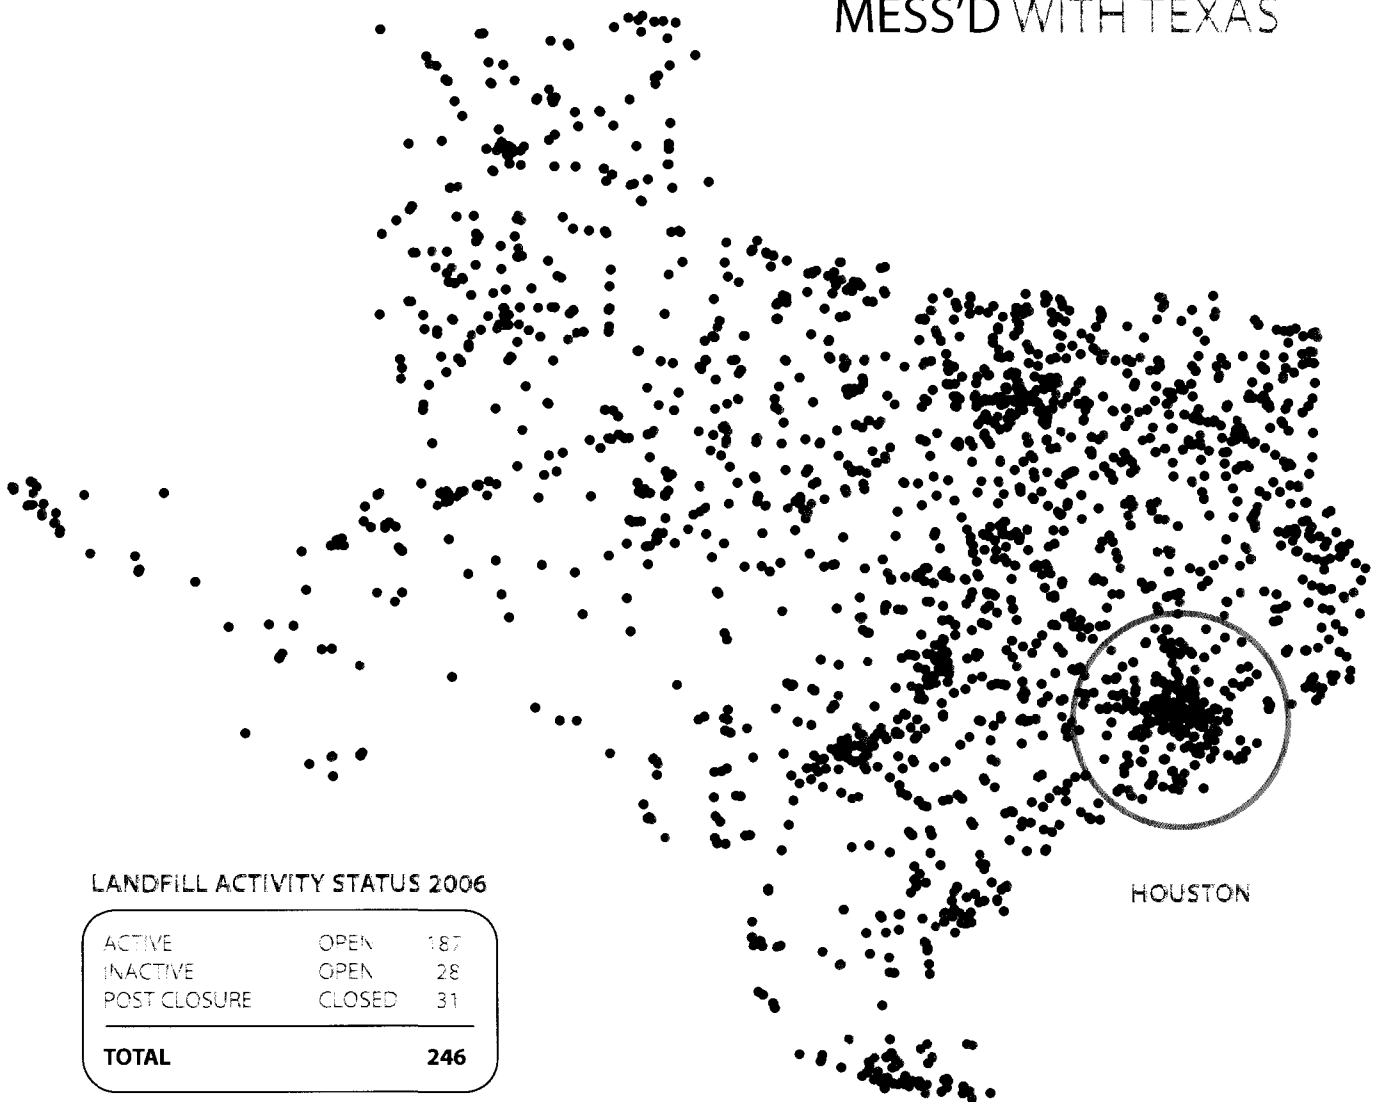 MESS'D WITH TEXAS
LANDFILL ACTIVITY STATUS 2006
ACTIVE OPEN 187
INACTIVE OPEN 28
POST CLOSURE CLOSED 31
TOTAL 246
HOUSTON